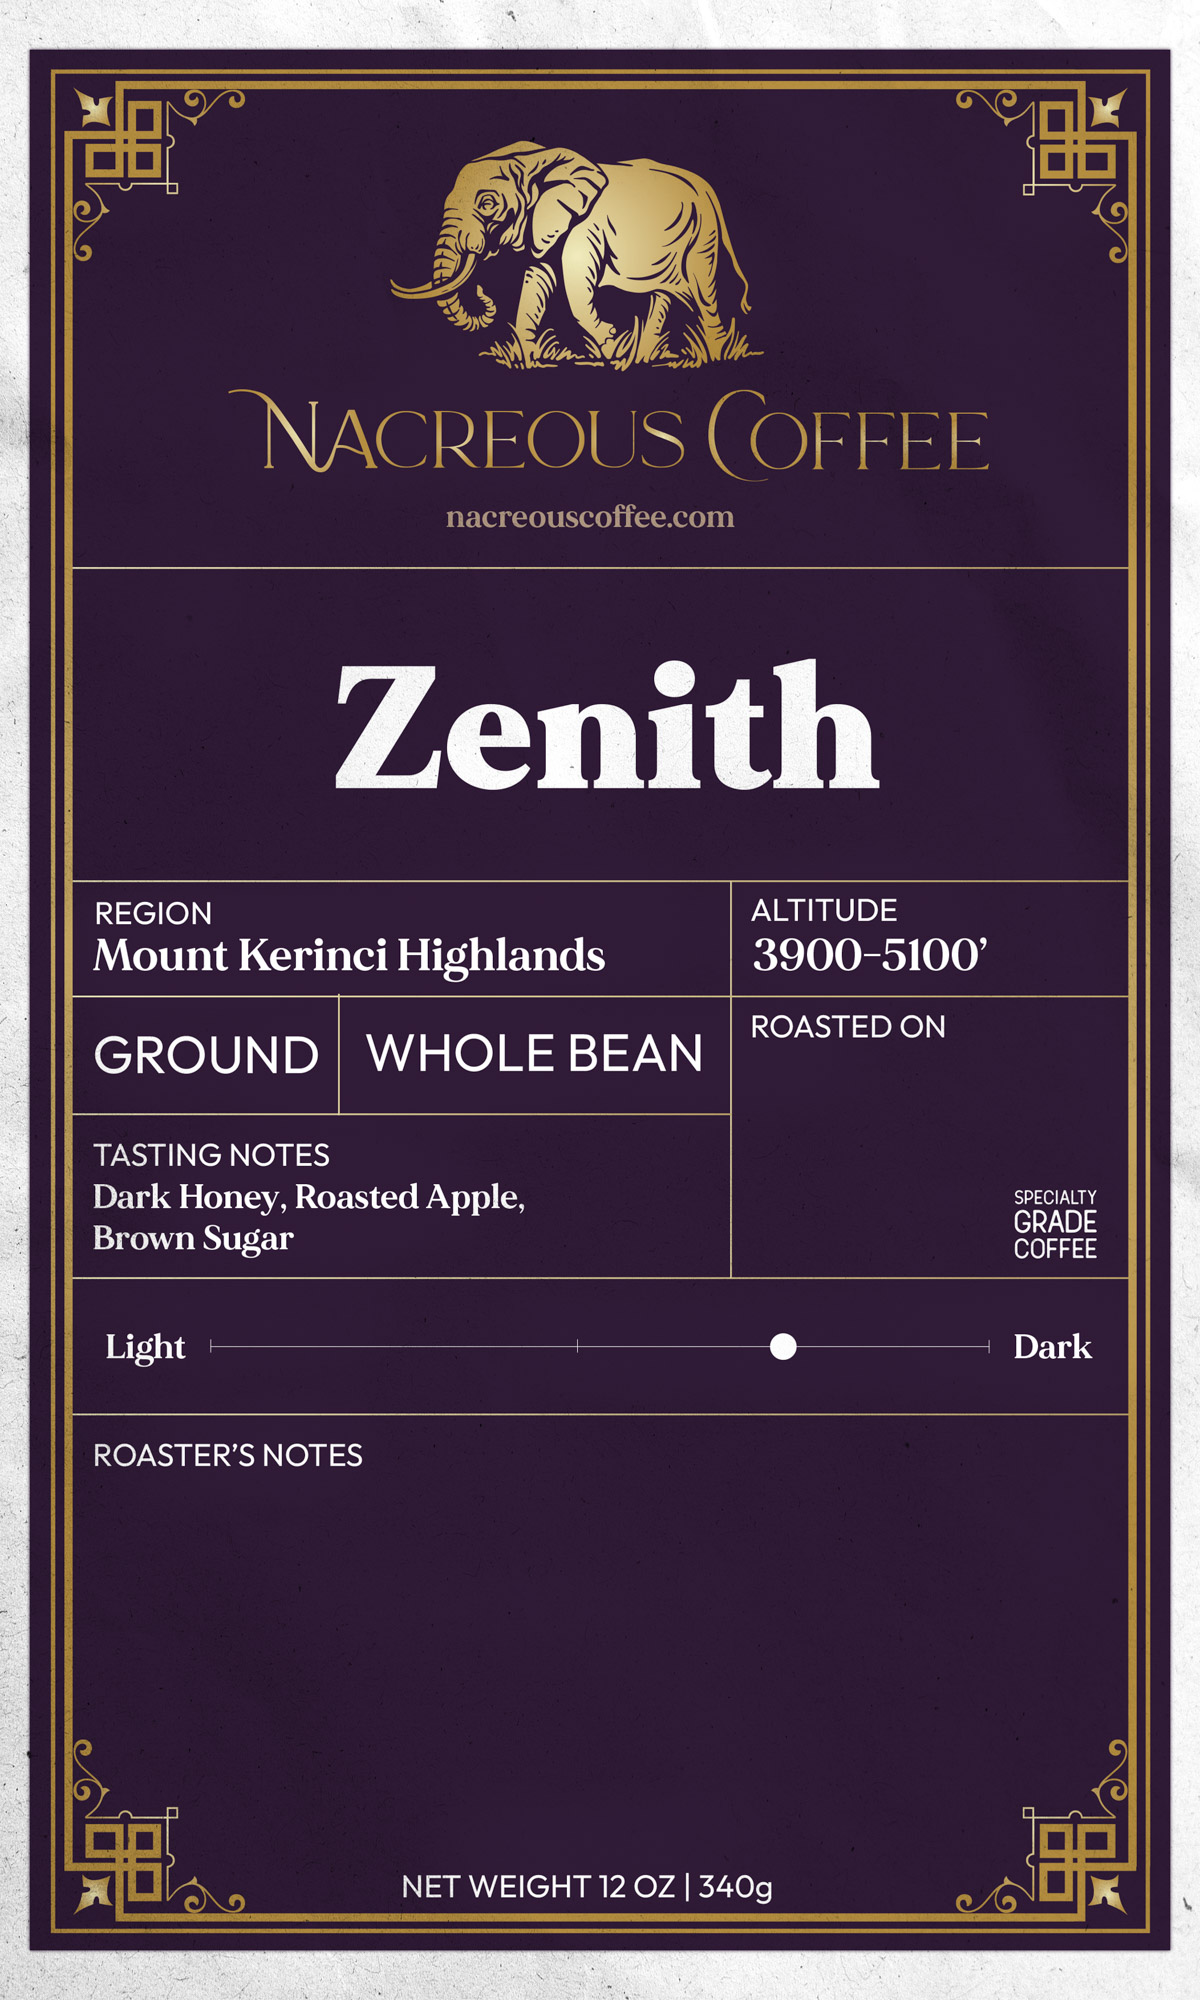 NACREOUS COFFEE
nacreouscoffee.com
Zenith
REGION
Mount Kerinci Highlands
ALTITUDE
3900–5100’
GROUND
WHOLE BEAN
ROASTED ON
TASTING NOTES
Dark Honey, Roasted Apple,
Brown Sugar
SPECIALTY
GRADE
COFFEE
Light
Dark
ROASTER’S NOTES
NET WEIGHT 12 OZ | 340g